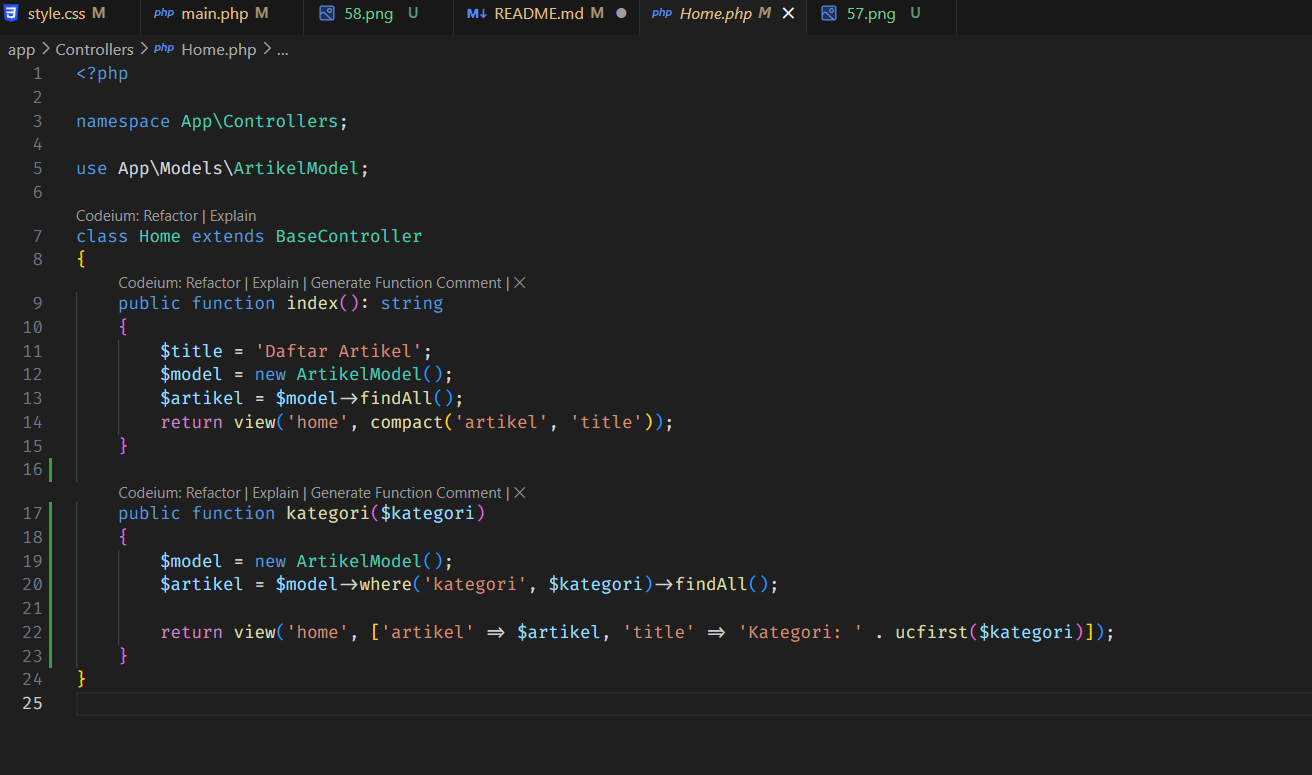 style.css M php main.php M 58.png U M↓ README.md M ● php Home.php M × 57.png U
app > Controllers > php Home.php > ...
1 <?php
2
3 namespace App\Controllers;
4
5 use App\Models\ArtikelModel;
6
Codeium: Refactor | Explain
7 class Home extends BaseController
8 {
Codeium: Refactor | Explain | Generate Function Comment | ×
9 public function index(): string
10 {
11 $title = 'Daftar Artikel';
12 $model = new ArtikelModel();
13 $artikel = $model->findAll();
14 return view('home', compact('artikel', 'title'));
15 }
16
Codeium: Refactor | Explain | Generate Function Comment | ×
17 public function kategori($kategori)
18 {
19 $model = new ArtikelModel();
20 $artikel = $model->where('kategori', $kategori)->findAll();
21
22 return view('home', ['artikel' => $artikel, 'title' => 'Kategori: ' . ucfirst($kategori)]);
23 }
24 }
25